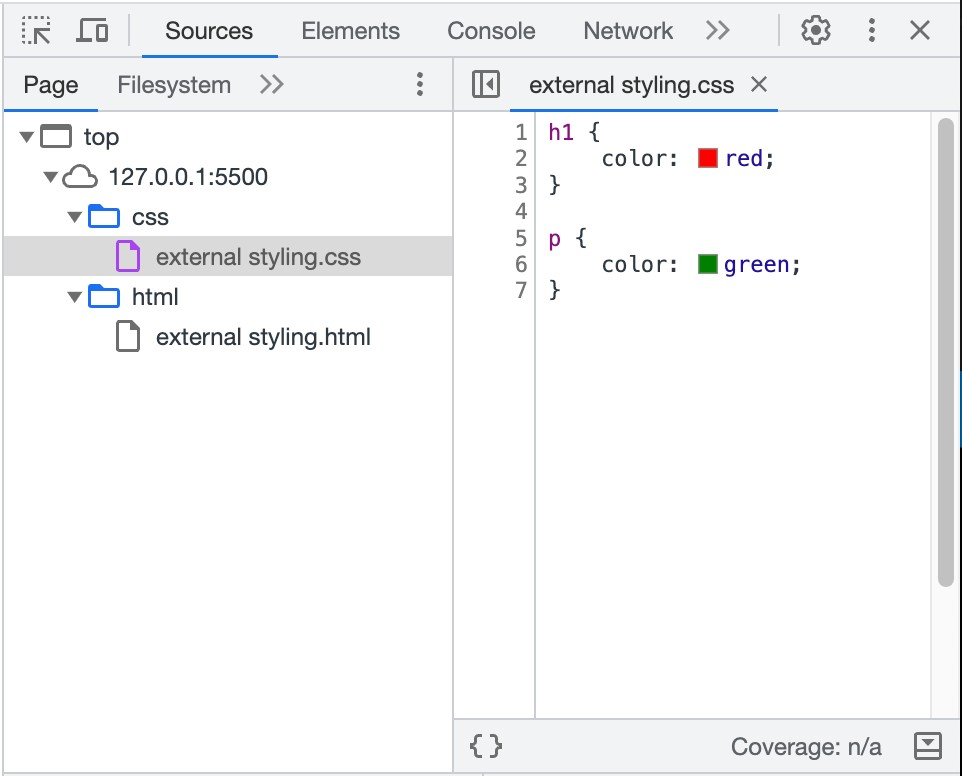 Sources Elements Console Network
Page Filesystem
top
127.0.0.1:5500
css
external styling.css
html
external styling.html
external styling.css
1 h1 {
2     color: red;
3 }
4
5 p {
6     color: green;
7 }
{ }
Coverage: n/a